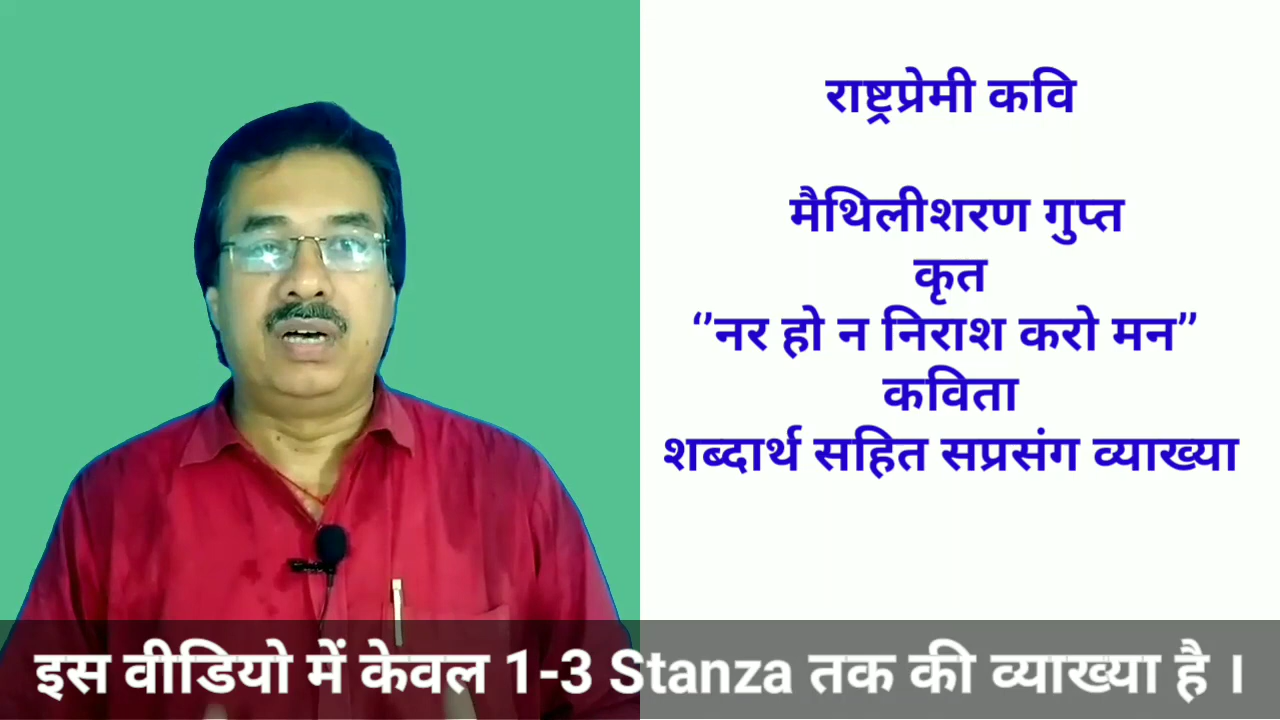 राष्ट्रप्रेमी कवि
मैथिलीशरण गुप्त
कृत
‘‘नर हो न निराश करो मन’’
कविता
शब्दार्थ सहित सप्रसंग व्याख्या
इस वीडियो में केवल 1-3 Stanza तक की व्याख्या है ।